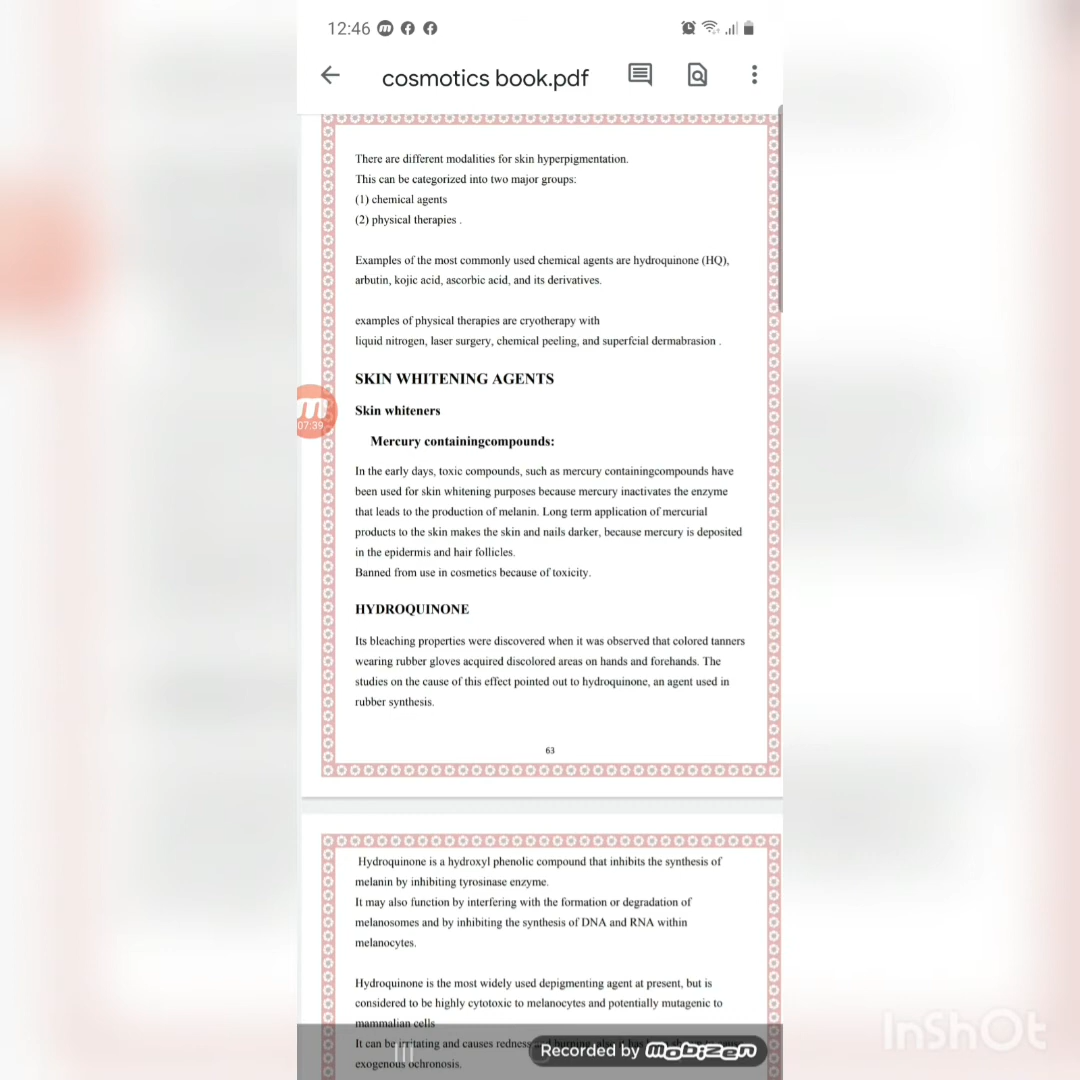 12:46
cosmotics book.pdf
There are different modalities for skin hyperpigmentation.
This can be categorized into two major groups:
(1) chemical agents
(2) physical therapies .
Examples of the most commonly used chemical agents are hydroquinone (HQ),
arbutin, kojic acid, ascorbic acid, and its derivatives.
examples of physical therapies are cryotherapy with
liquid nitrogen, laser surgery, chemical peeling, and superfcial dermabrasion .
SKIN WHITENING AGENTS
Skin whiteners
07:39
Mercury containingcompounds:
In the early days, toxic compounds, such as mercury containingcompounds have
been used for skin whitening purposes because mercury inactivates the enzyme
that leads to the production of melanin. Long term application of mercurial
products to the skin makes the skin and nails darker, because mercury is deposited
in the epidermis and hair follicles.
Banned from use in cosmetics because of toxicity.
HYDROQUINONE
Its bleaching properties were discovered when it was observed that colored tanners
wearing rubber gloves acquired discolored areas on hands and forehands. The
studies on the cause of this effect pointed out to hydroquinone, an agent used in
rubber synthesis.
63
Hydroquinone is a hydroxyl phenolic compound that inhibits the synthesis of
melanin by inhibiting tyrosinase enzyme.
It may also function by interfering with the formation or degradation of
melanosomes and by inhibiting the synthesis of DNA and RNA within
melanocytes.
Hydroquinone is the most widely used depigmenting agent at present, but is
considered to be highly cytotoxic to melanocytes and potentially mutagenic to
mammalian cells
It can be irritating and causes redness
exogenous ochronosis.
Recorded by mobizen
InShOt